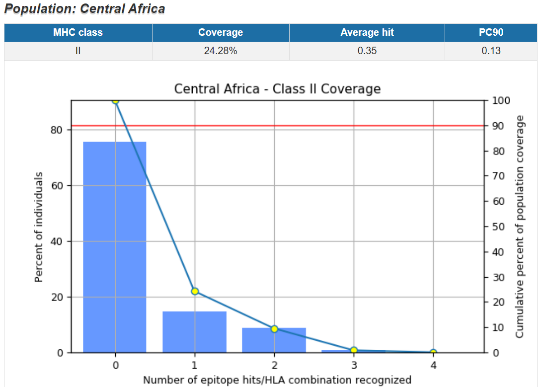 Population: Central Africa
MHC class Coverage Average hit PC90
II 24.28% 0.35 0.13
Central Africa - Class II Coverage
Percent of individuals
80
60
40
20
0
100
90
80
70
60
50
40
30
20
10
0
Cumulative percent of population coverage
0 1 2 3 4
Number of epitope hits/HLA combination recognized